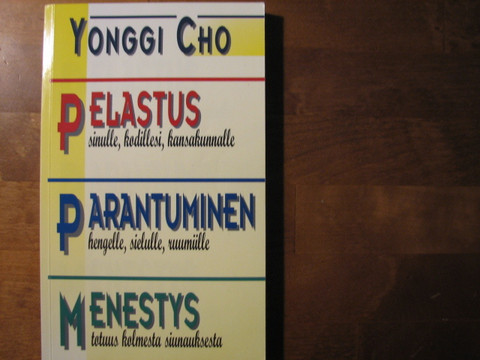 YONGGI CHO
PELASTUS
sinulle, kodillesi, kansakunnalle
PARANTUMINEN
hengelle, sielulle, ruumiille
MENESTYS
totuus kolmesta siunauksesta